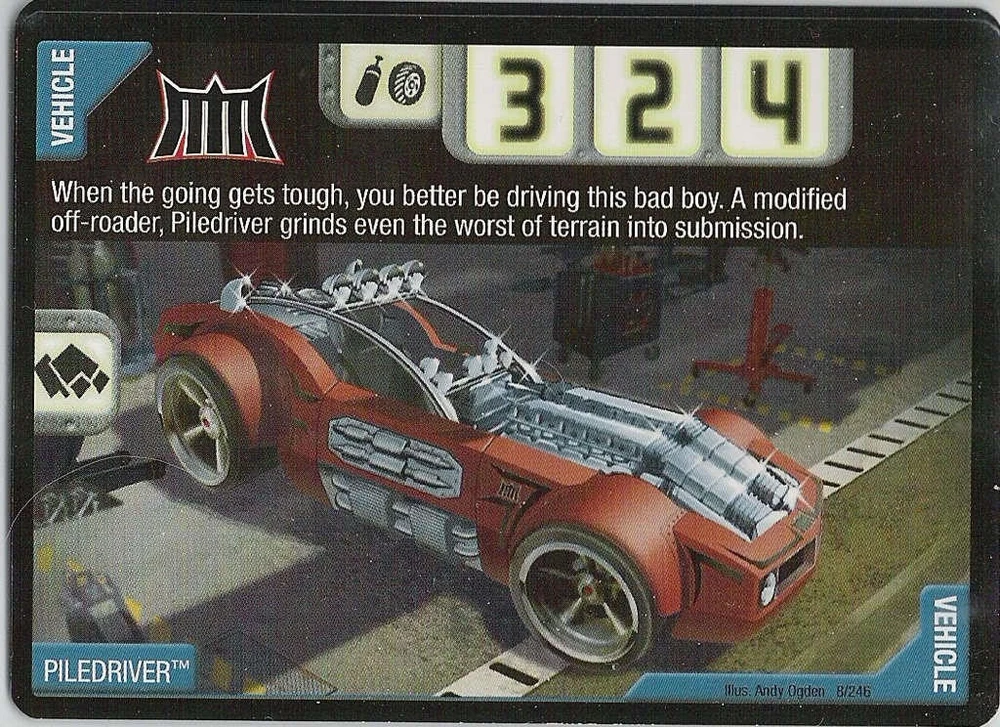 VEHICLE
3 2 4
When the going gets tough, you better be driving this bad boy. A modified
off-roader, Piledriver grinds even the worst of terrain into submission.
PILEDRIVER™
VEHICLE
Illus. Andy Ogden 8/246